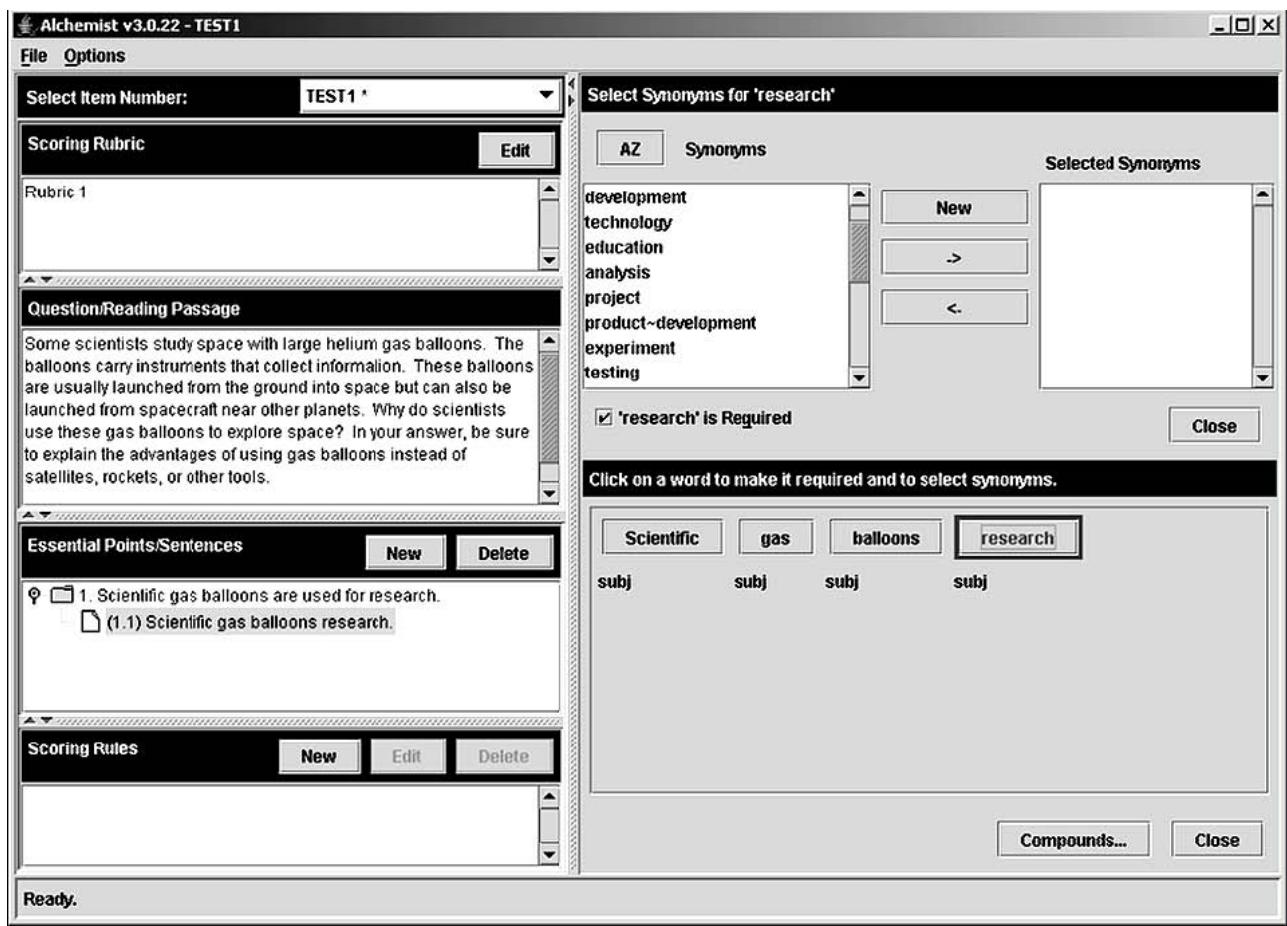 Alchemist v3.0.22 - TEST1
File Options
Select Item Number: TEST1 *
Scoring Rubric Edit
Rubric 1
Question/Reading Passage
Some scientists study space with large helium gas balloons. The
balloons carry instruments that collect information. These balloons
are usually launched from the ground into space but can also be
launched from spacecraft near other planets. Why do scientists
use these gas balloons to explore space? In your answer, be sure
to explain the advantages of using gas balloons instead of
satellites, rockets, or other tools.
Essential Points/Sentences New Delete
1. Scientific gas balloons are used for research.
(1.1) Scientific gas balloons research.
Scoring Rules New Edit Delete
Select Synonyms for 'research'
AZ Synonyms
Selected Synonyms
development
technology
education
analysis
project
product~development
experiment
testing
New
->
<-
'research' is Required
Close
Click on a word to make it required and to select synonyms.
Scientific gas balloons research
subj subj subj subj
Compounds... Close
Ready.